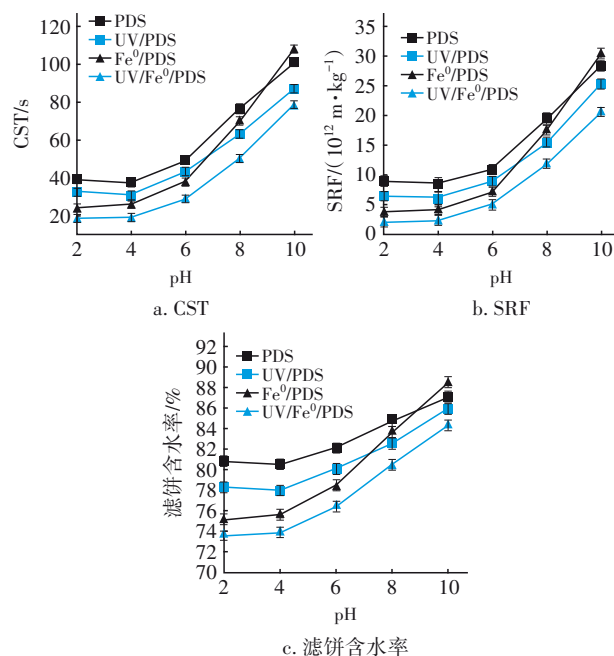 120
100
80
60
40
20
CST/s
PDS
UV/PDS
Fe⁰/PDS
UV/Fe⁰/PDS
2 4 6 8 10
pH
a. CST
35
30
25
20
15
10
5
0
SRF/(10¹² m·kg⁻¹)
PDS
UV/PDS
Fe⁰/PDS
UV/Fe⁰/PDS
2 4 6 8 10
pH
b. SRF
92
90
88
86
84
82
80
78
76
74
72
70
滤饼含水率/%
PDS
UV/PDS
Fe⁰/PDS
UV/Fe⁰/PDS
2 4 6 8 10
pH
c. 滤饼含水率